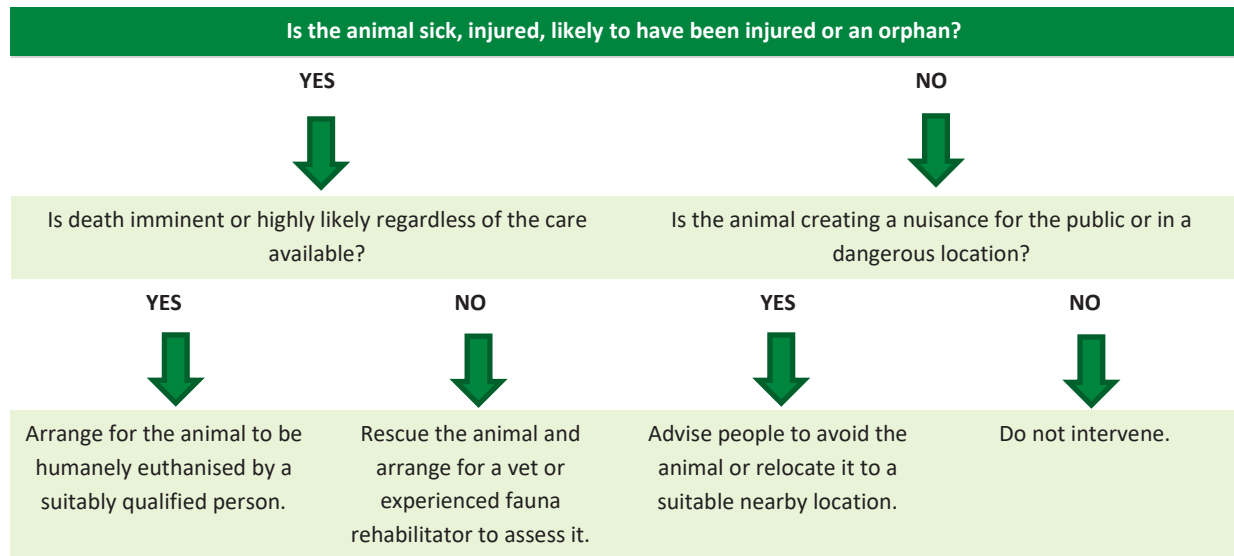 Is the animal sick, injured, likely to have been injured or an orphan?
YES
NO
Is death imminent or highly likely regardless of the care
available?
Is the animal creating a nuisance for the public or in a
dangerous location?
YES
NO
YES
NO
Arrange for the animal to be
humanely euthanised by a
suitably qualified person.
Rescue the animal and
arrange for a vet or
experienced fauna
rehabilitator to assess it.
Advise people to avoid the
animal or relocate it to a
suitable nearby location.
Do not intervene.